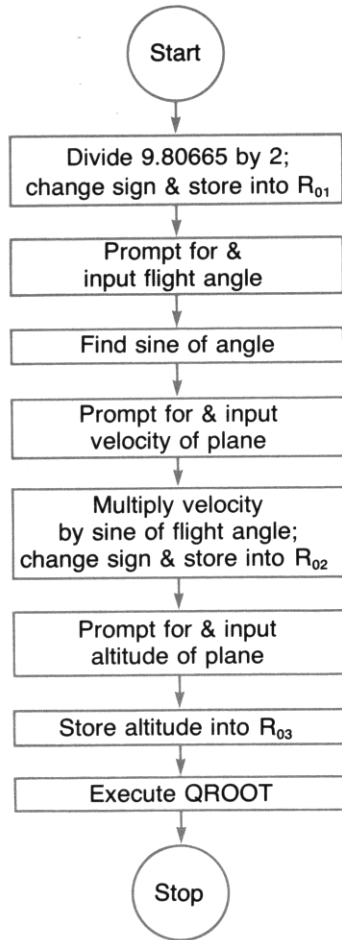 Start
Divide 9.80665 by 2;
change sign & store into R₀₁
Prompt for &
input flight angle
Find sine of angle
Prompt for & input
velocity of plane
Multiply velocity
by sine of flight angle;
change sign & store into R₀₂
Prompt for & input
altitude of plane
Store altitude into R₀₃
Execute QROOT
Stop